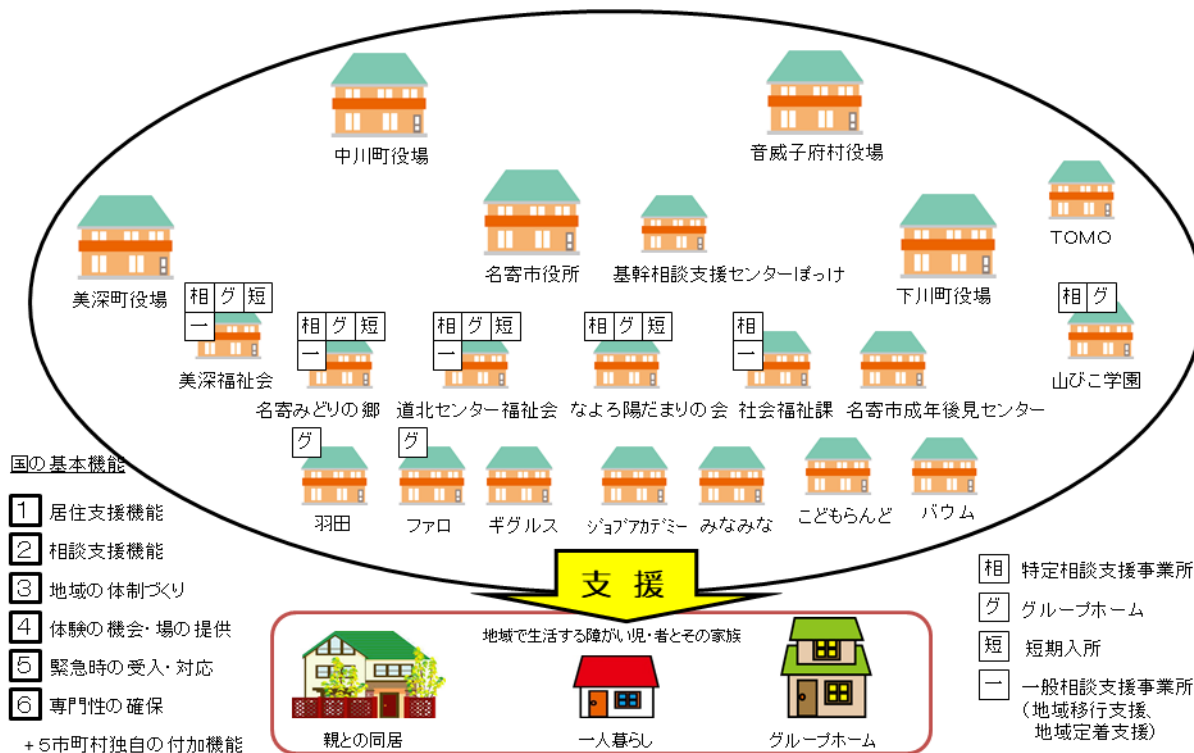 中川町役場
音威子府村役場
TOMO
名寄市役所
基幹相談支援センターぽっけ
美深町役場
下川町役場
相 グ 短
一
美深福祉会
相 グ 短
一
名寄みどりの郷
相 グ 短
一
道北センター福祉会
相 グ 短
なよろ陽だまりの会
相
一
社会福祉課
名寄市成年後見センター
相 グ
山びこ学園
グ
羽田
グ
ファロ
ギグルス
ジョブアカデミー
みなみな
こどもらんど
バウム
国の基本機能
1 居住支援機能
2 相談支援機能
3 地域の体制づくり
4 体験の機会・場の提供
5 緊急時の受入・対応
6 専門性の確保
+5市町村独自の付加機能
支 援
地域で生活する障がい児・者とその家族
親との同居
一人暮らし
グループホーム
相 特定相談支援事業所
グ グループホーム
短 短期入所
一 一般相談支援事業所
(地域移行支援、
地域定着支援)